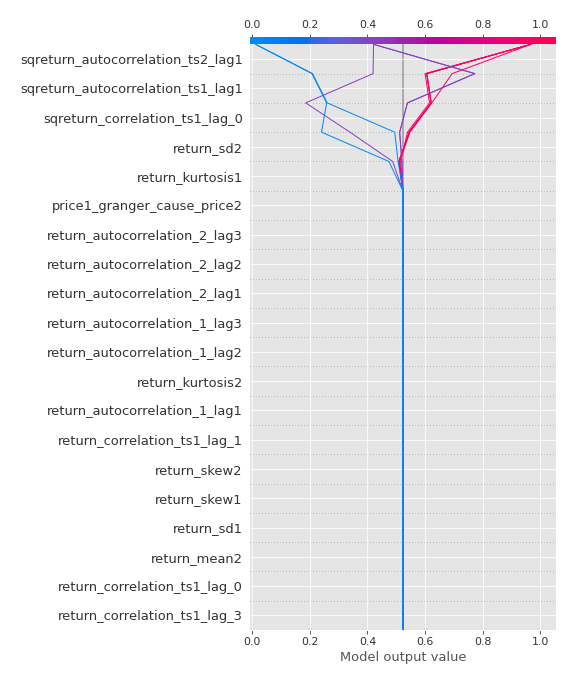 0.0 0.2 0.4 0.6 0.8 1.0
sqreturn_autocorrelation_ts2_lag1
sqreturn_autocorrelation_ts1_lag1
sqreturn_correlation_ts1_lag_0
return_sd2
return_kurtosis1
price1_granger_cause_price2
return_autocorrelation_2_lag3
return_autocorrelation_2_lag2
return_autocorrelation_2_lag1
return_autocorrelation_1_lag3
return_autocorrelation_1_lag2
return_kurtosis2
return_autocorrelation_1_lag1
return_correlation_ts1_lag_1
return_skew2
return_skew1
return_sd1
return_mean2
return_correlation_ts1_lag_0
return_correlation_ts1_lag_3
0.0 0.2 0.4 0.6 0.8 1.0
Model output value